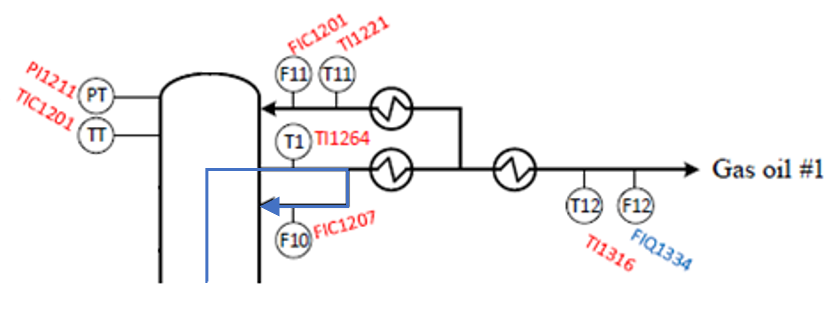 FIC1201
TI1221
PI1211
PT
F11
T11
TIC1201
TT
T1
TI1264
Gas oil #1
F10
FIC1207
T12
F12
TI1316
FIQ1334